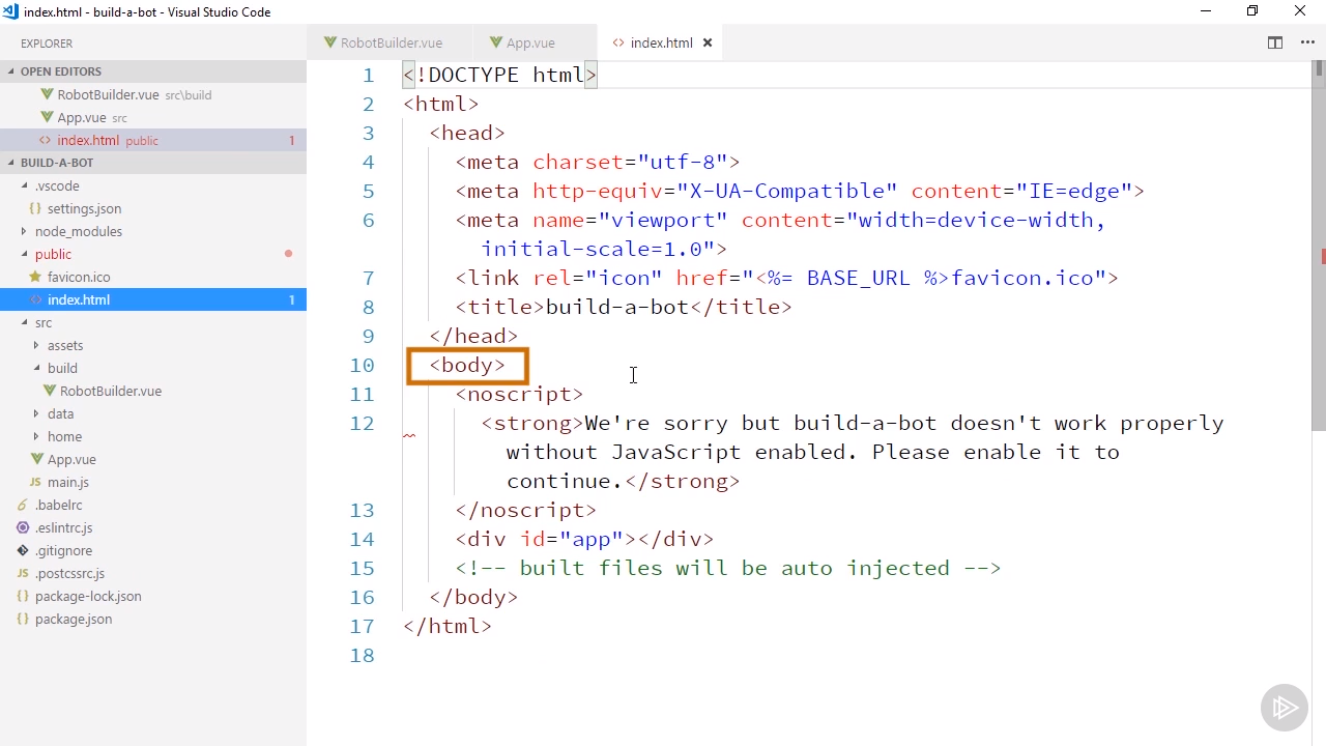 index.html - build-a-bot - Visual Studio Code
EXPLORER
OPEN EDITORS
RobotBuilder.vue src\build
App.vue src
index.html public 1
BUILD-A-BOT
.vscode
{} settings.json
node_modules
public
favicon.ico
<> index.html 1
src
assets
build
RobotBuilder.vue
data
home
App.vue
JS main.js
.babelrc
.eslintrc.js
.gitignore
JS .postcssrc.js
{} package-lock.json
{} package.json
RobotBuilder.vue App.vue <> index.html
1 <!DOCTYPE html>
2 <html>
3 <head>
4 <meta charset="utf-8">
5 <meta http-equiv="X-UA-Compatible" content="IE=edge">
6 <meta name="viewport" content="width=device-width,
initial-scale=1.0">
7 <link rel="icon" href="<%= BASE_URL %>favicon.ico">
8 <title>build-a-bot</title>
9 </head>
10 <body>
11 <noscript>
12 <strong>We're sorry but build-a-bot doesn't work properly
without JavaScript enabled. Please enable it to
continue.</strong>
13 </noscript>
14 <div id="app"></div>
15 <!-- built files will be auto injected -->
16 </body>
17 </html>
18